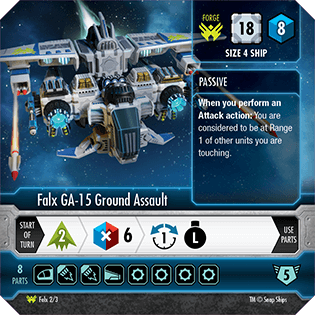 FORGE
18
8
SIZE 4 SHIP
PASSIVE
When you perform an
Attack action: You are
considered to be at Range
1 of other units you are
touching.
Falx GA-15 Ground Assault
START
OF
TURN
2
6
1
L
USE
PARTS
8
PARTS
5
Falx 2/3
TM © Snap Ships